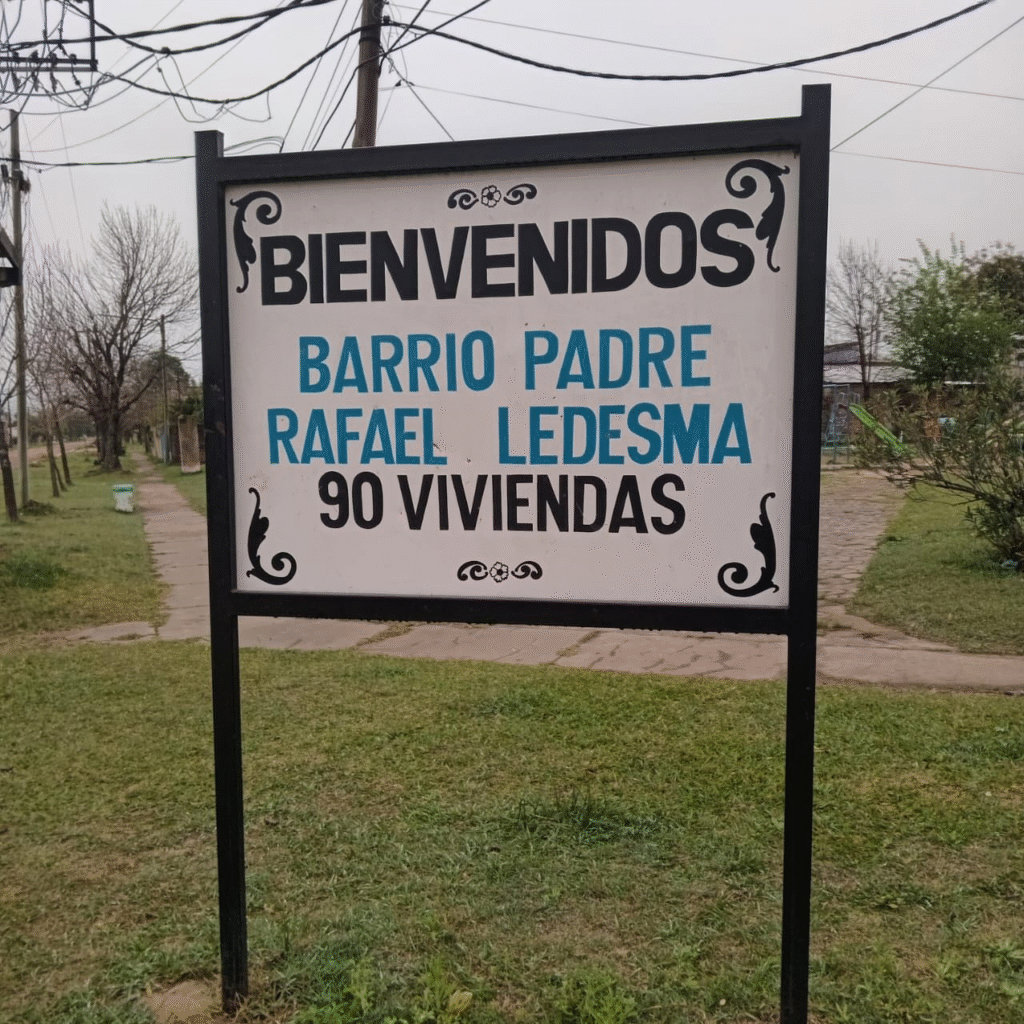 BIENVENIDOS
BARRIO PADRE
RAFAEL LEDESMA
90 VIVIENDAS